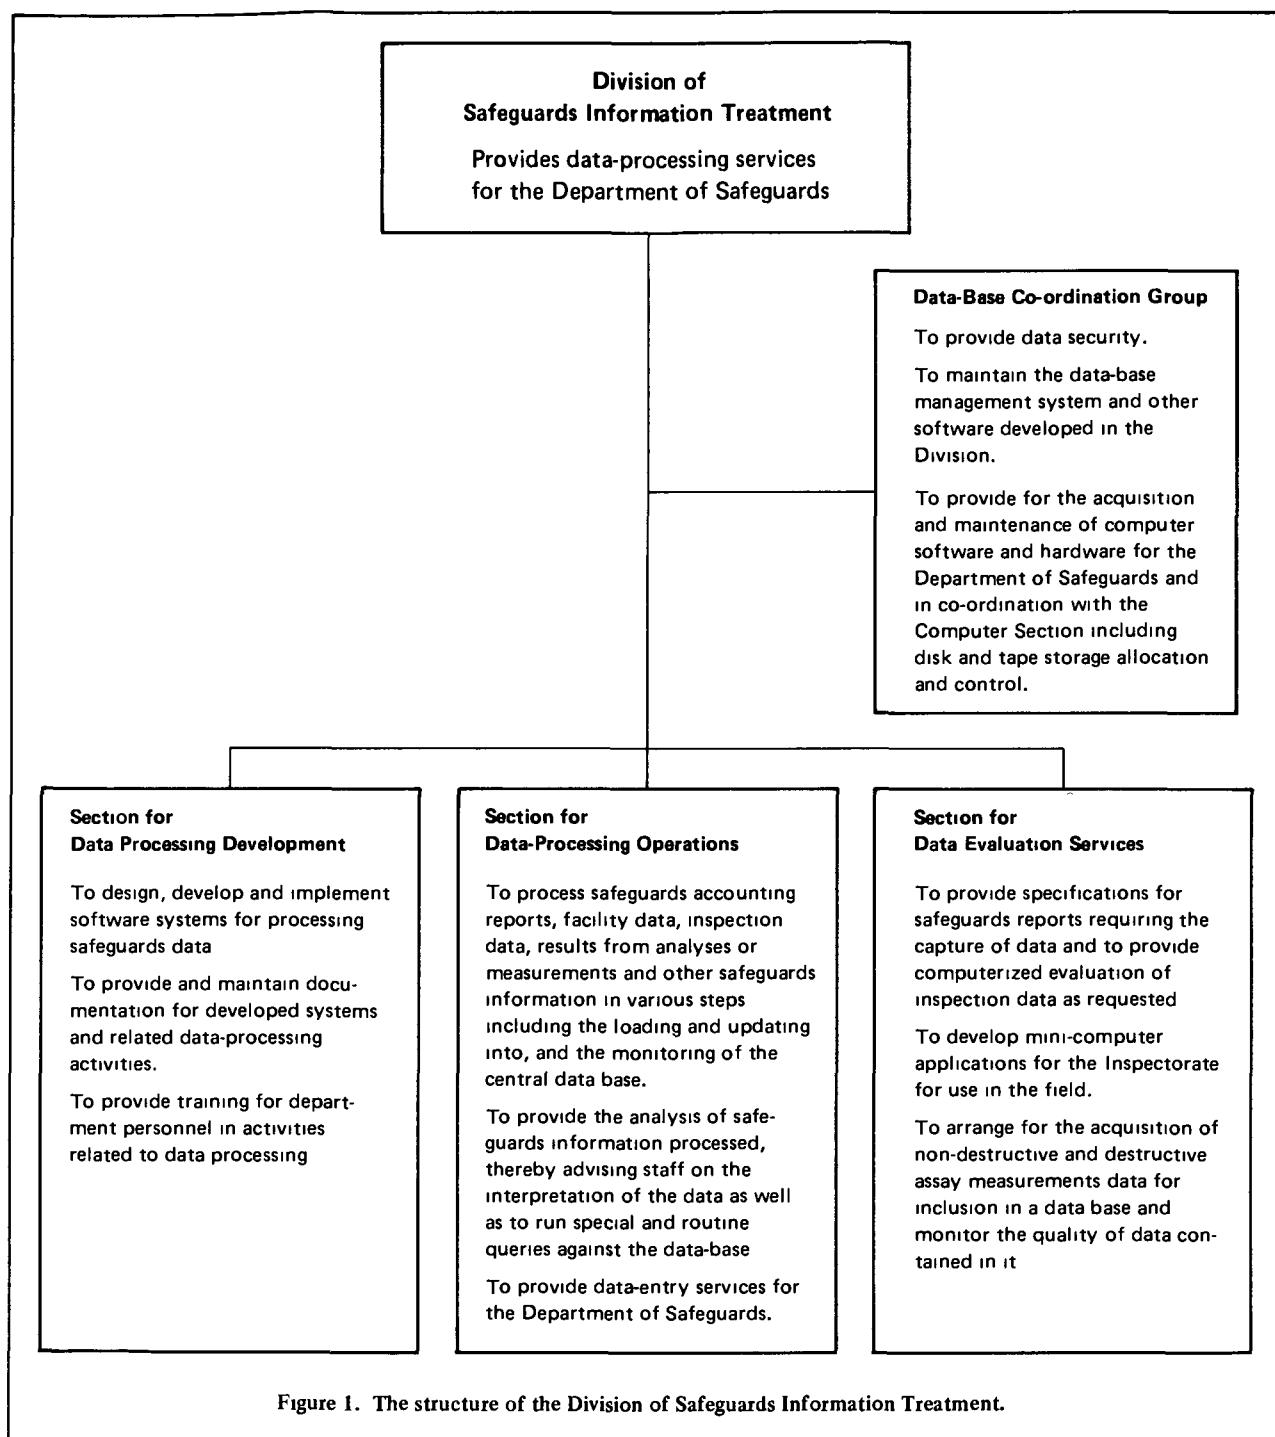 Division of
Safeguards Information Treatment
Provides data-processing services
for the Department of Safeguards
Data-Base Co-ordination Group
To provide data security.
To maintain the data-base
management system and other
software developed in the
Division.
To provide for the acquisition
and maintenance of computer
software and hardware for the
Department of Safeguards and
in co-ordination with the
Computer Section including
disk and tape storage allocation
and control.
Section for
Data Processing Development
To design, develop and implement
software systems for processing
safeguards data
To provide and maintain docu-
mentation for developed systems
and related data-processing
activities.
To provide training for depart-
ment personnel in activities
related to data processing
Section for
Data-Processing Operations
To process safeguards accounting
reports, facility data, inspection
data, results from analyses or
measurements and other safeguards
information in various steps
including the loading and updating
into, and the monitoring of the
central data base.
To provide the analysis of safe-
guards information processed,
thereby advising staff on the
interpretation of the data as well
as to run special and routine
queries against the data-base
To provide data-entry services for
the Department of Safeguards.
Section for
Data Evaluation Services
To provide specifications for
safeguards reports requiring the
capture of data and to provide
computerized evaluation of
inspection data as requested
To develop mini-computer
applications for the Inspectorate
for use in the field.
To arrange for the acquisition of
non-destructive and destructive
assay measurements data for
inclusion in a data base and
monitor the quality of data con-
tained in it
Figure 1. The structure of the Division of Safeguards Information Treatment.